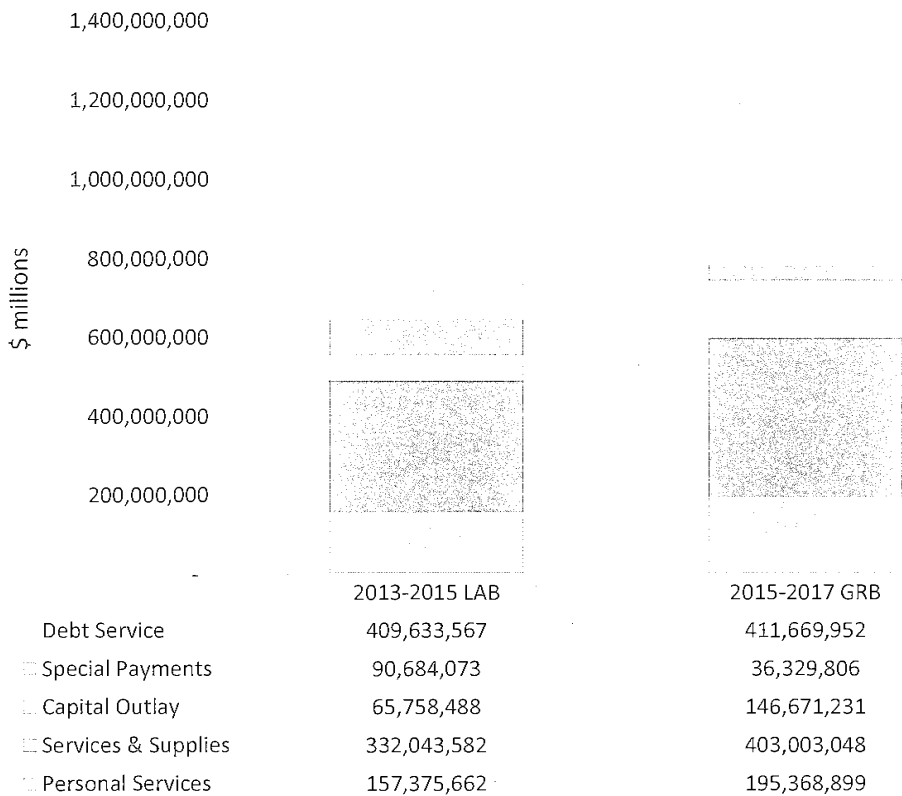 1,400,000,000
1,200,000,000
1,000,000,000
800,000,000
600,000,000
400,000,000
200,000,000
-
$ millions
2013-2015 LAB 2015-2017 GRB
Debt Service 409,633,567 411,669,952
Special Payments 90,684,073 36,329,806
Capital Outlay 65,758,488 146,671,231
Services & Supplies 332,043,582 403,003,048
Personal Services 157,375,662 195,368,899